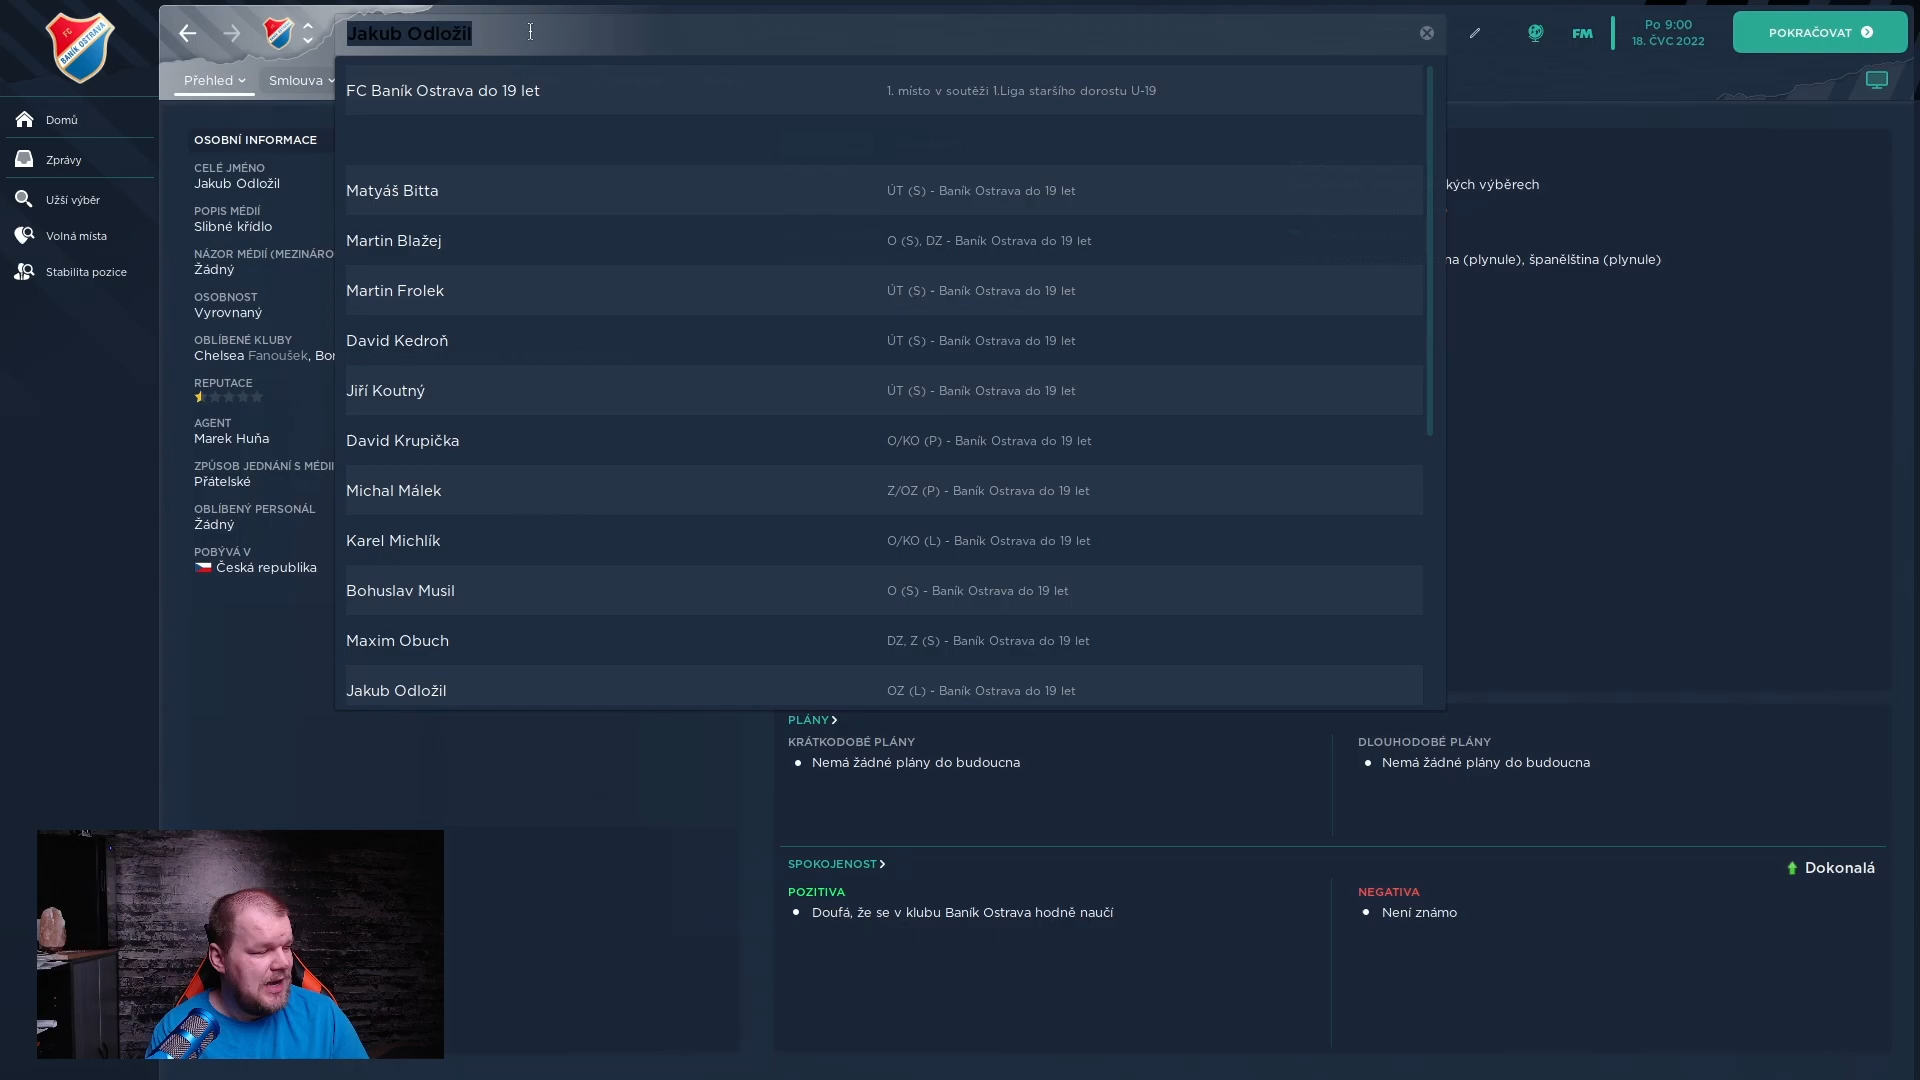 FC
BANÍK OSTRAVA
Jakub Odložil
FM
Po 9:00
18. ČVC 2022
POKRAČOVAT
Přehled
Smlouva
Domů
Zprávy
Užší výběr
Volná místa
Stabilita pozice
OSOBNÍ INFORMACE
CELÉ JMÉNO
Jakub Odložil
POPIS MÉDIÍ
Slibné křídlo
NÁZOR MÉDIÍ (MEZINÁRO
Žádný
OSOBNOST
Vyrovnaný
OBLÍBENÉ KLUBY
Chelsea Fanoušek, Bor
REPUTACE
AGENT
Marek Huňa
ZPŮSOB JEDNÁNÍ S MÉDII
Přátelské
OBLÍBENÝ PERSONÁL
Žádný
POBÝVÁ V
Česká republika
FC Baník Ostrava do 19 let 1. místo v soutěži 1.Liga staršího dorostu U-19
Matyáš Bitta ÚT (S) - Baník Ostrava do 19 let
Martin Blažej O (S), DZ - Baník Ostrava do 19 let
Martin Frolek ÚT (S) - Baník Ostrava do 19 let
David Kedroň ÚT (S) - Baník Ostrava do 19 let
Jiří Koutný ÚT (S) - Baník Ostrava do 19 let
David Krupička O/KO (P) - Baník Ostrava do 19 let
Michal Málek Z/OZ (P) - Baník Ostrava do 19 let
Karel Michlík O/KO (L) - Baník Ostrava do 19 let
Bohuslav Musil O (S) - Baník Ostrava do 19 let
Maxim Obuch DZ, Z (S) - Baník Ostrava do 19 let
Jakub Odložil OZ (L) - Baník Ostrava do 19 let
kých výběrech
na (plynule), španělština (plynule)
PLÁNY
KRÁTKODOBÉ PLÁNY
Nemá žádné plány do budoucna
DLOUHODOBÉ PLÁNY
Nemá žádné plány do budoucna
SPOKOJENOST
Dokonalá
POZITIVA
Doufá, že se v klubu Baník Ostrava hodně naučí
NEGATIVA
Není známo